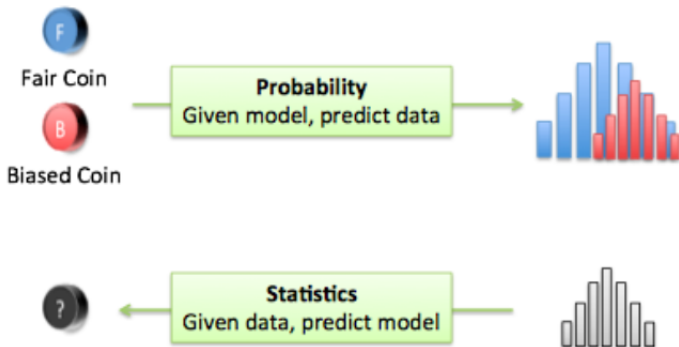 F
Fair Coin
Probability
Given model, predict data
B
Biased Coin
?
Statistics
Given data, predict model